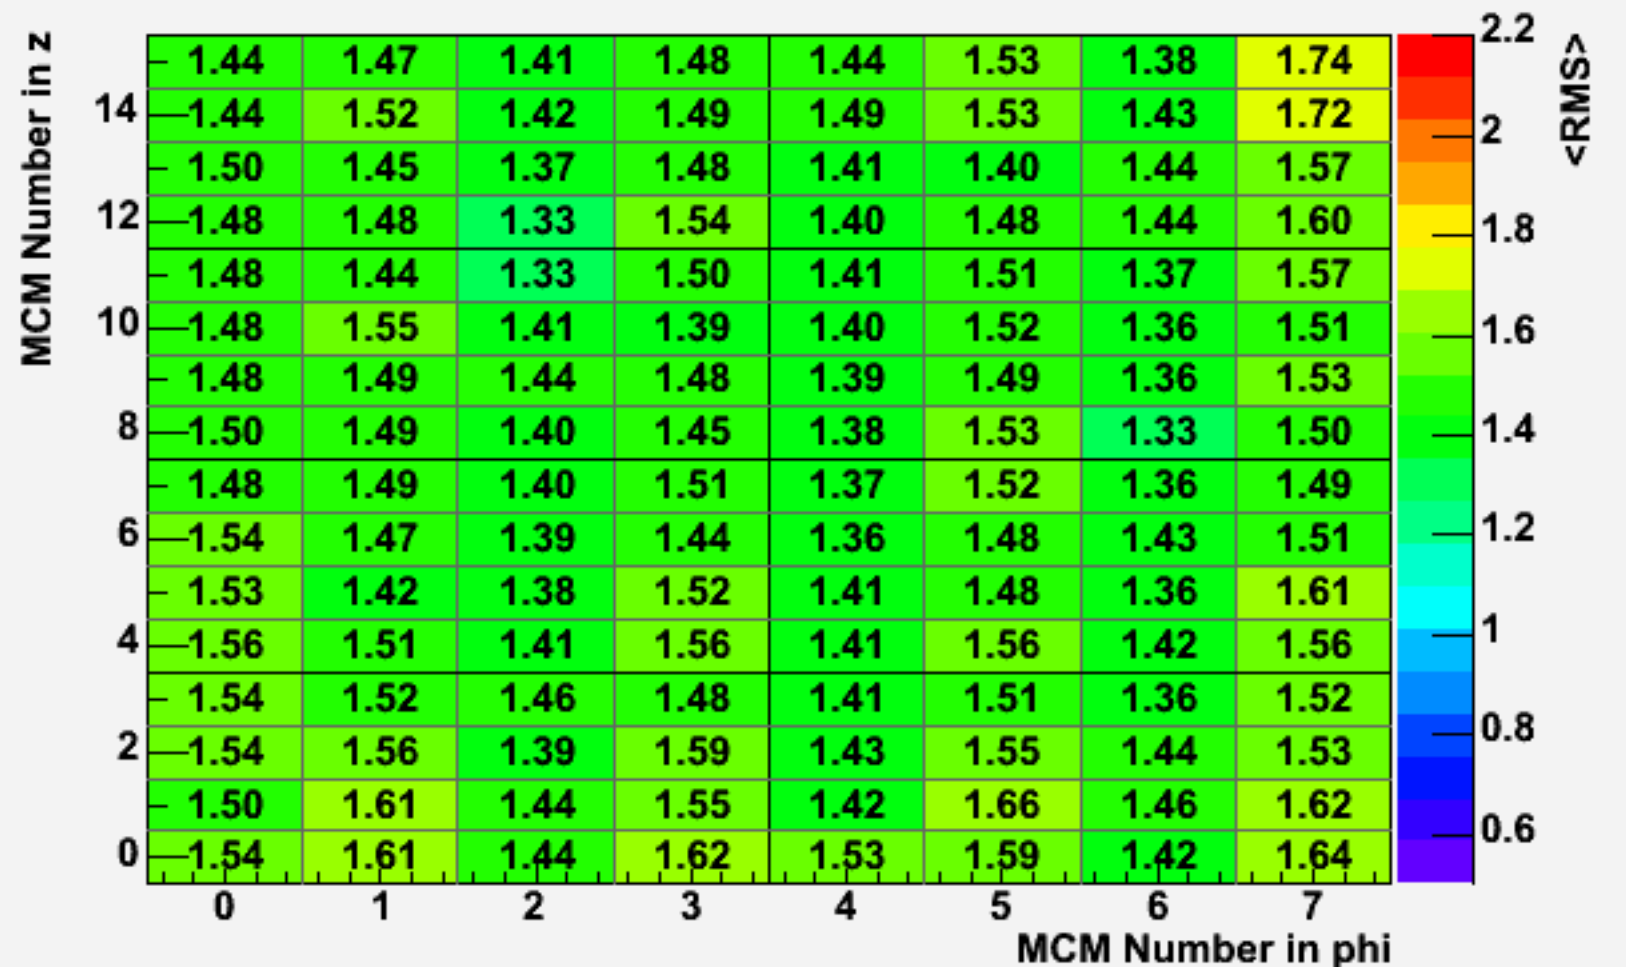 MCM Number in z
<RMS>
1.44 1.47 1.41 1.48 1.44 1.53 1.38 1.74
14 1.44 1.52 1.42 1.49 1.49 1.53 1.43 1.72
1.50 1.45 1.37 1.48 1.41 1.40 1.44 1.57
12 1.48 1.48 1.33 1.54 1.40 1.48 1.44 1.60
1.48 1.44 1.33 1.50 1.41 1.51 1.37 1.57
10 1.48 1.55 1.41 1.39 1.40 1.52 1.36 1.51
1.48 1.49 1.44 1.48 1.39 1.49 1.36 1.53
8 1.50 1.49 1.40 1.45 1.38 1.53 1.33 1.50
1.48 1.49 1.40 1.51 1.37 1.52 1.36 1.49
6 1.54 1.47 1.39 1.44 1.36 1.48 1.43 1.51
1.53 1.42 1.38 1.52 1.41 1.48 1.36 1.61
4 1.56 1.51 1.41 1.56 1.41 1.56 1.42 1.56
1.54 1.52 1.46 1.48 1.41 1.51 1.36 1.52
2 1.54 1.56 1.39 1.59 1.43 1.55 1.44 1.53
1.50 1.61 1.44 1.55 1.42 1.66 1.46 1.62
0 1.54 1.61 1.44 1.62 1.53 1.59 1.42 1.64
0 1 2 3 4 5 6 7
MCM Number in phi
2.2
2
1.8
1.6
1.4
1.2
1
0.8
0.6